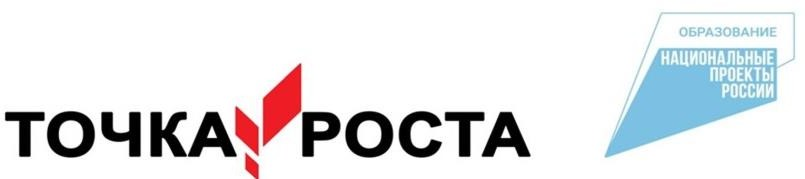 ТОЧКА РОСТА
ОБРАЗОВАНИЕ
НАЦИОНАЛЬНЫЕ
ПРОЕКТЫ
РОССИИ